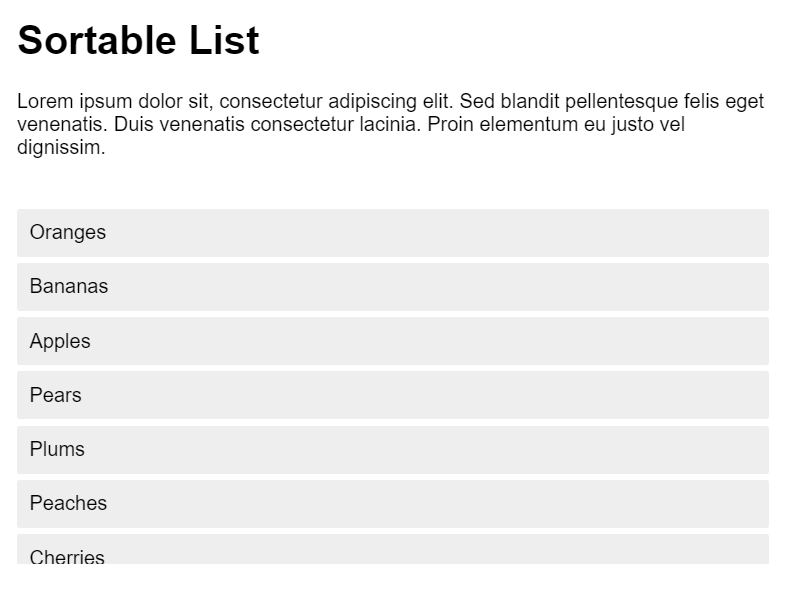 Sortable List
Lorem ipsum dolor sit, consectetur adipiscing elit. Sed blandit pellentesque felis eget
venenatis. Duis venenatis consectetur lacinia. Proin elementum eu justo vel
dignissim.
Oranges
Bananas
Apples
Pears
Plums
Peaches
Cherries